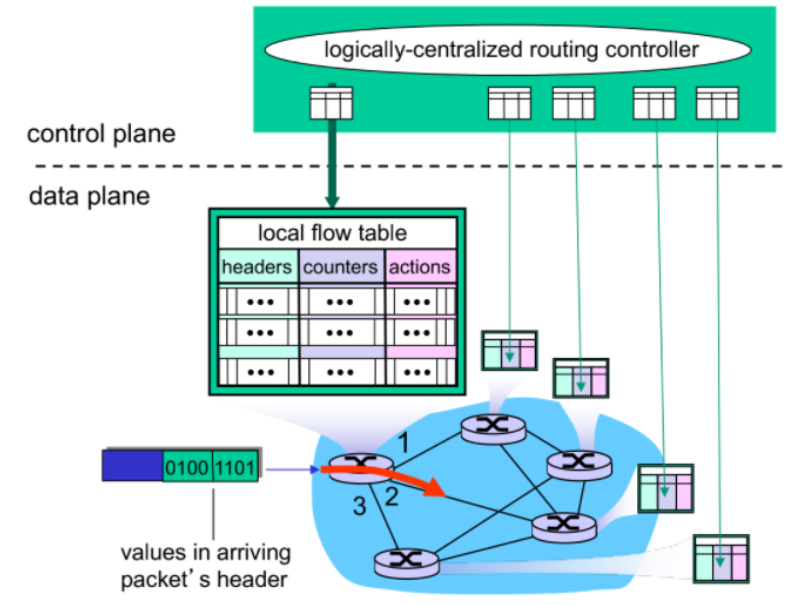 logically-centralized routing controller
control plane
data plane
local flow table
headers counters actions
•••  •••  •••
•••  •••  •••
•••  •••  •••
1
0100 1101
2
3
values in arriving
packet's header